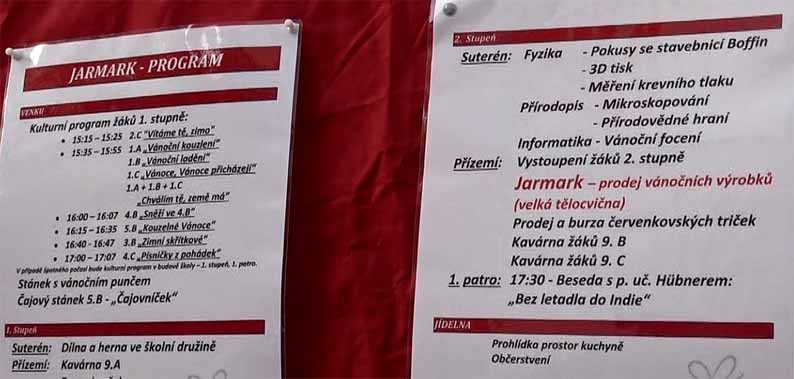 JARMARK - PROGRAM
VENKU
Kulturní program žáků 1. stupně:
• 15:15 – 15:25 2.C "Vítáme tě, zimo"
• 15:35 – 15:55 1.A „Vánoční kouzlení"
1.B „Vánoční ladění"
1.C „Vánoce, Vánoce přicházejí"
1.A + 1.B + 1.C
„Chválím tě, země má"
• 16:00 – 16:07 4.B „Sněží ve 4.B"
• 16:15 – 16:35 5.B „Kouzelné Vánoce"
• 16:40 - 16:47 3.B „Zimní skřítkové"
• 17:00 – 17:07 4.C „Písničky z pohádek"
V případě špatného počasí bude kulturní program v budově školy – 1. stupeň, 1. patro.
Stánek s vánočním punčem
Čajový stánek 5.B - „Čajovníček"
1. Stupeň
Suterén: Dílna a herna ve školní družině
Přízemí: Kavárna 9.A
2. Stupeň
Suterén: Fyzika - Pokusy se stavebnicí Boffin
- 3D tisk
- Měření krevního tlaku
Přírodopis - Mikroskopování
- Přírodovědné hraní
Informatika - Vánoční focení
Přízemí: Vystoupení žáků 2. stupně
Jarmark – prodej vánočních výrobků
(velká tělocvična)
Prodej a burza červenkovských triček
Kavárna žáků 9. B
Kavárna žáků 9. C
1. patro: 17:30 - Beseda s p. uč. Hübnerem:
„Bez letadla do Indie"
JÍDELNA
Prohlídka prostor kuchyně
Občerstvení